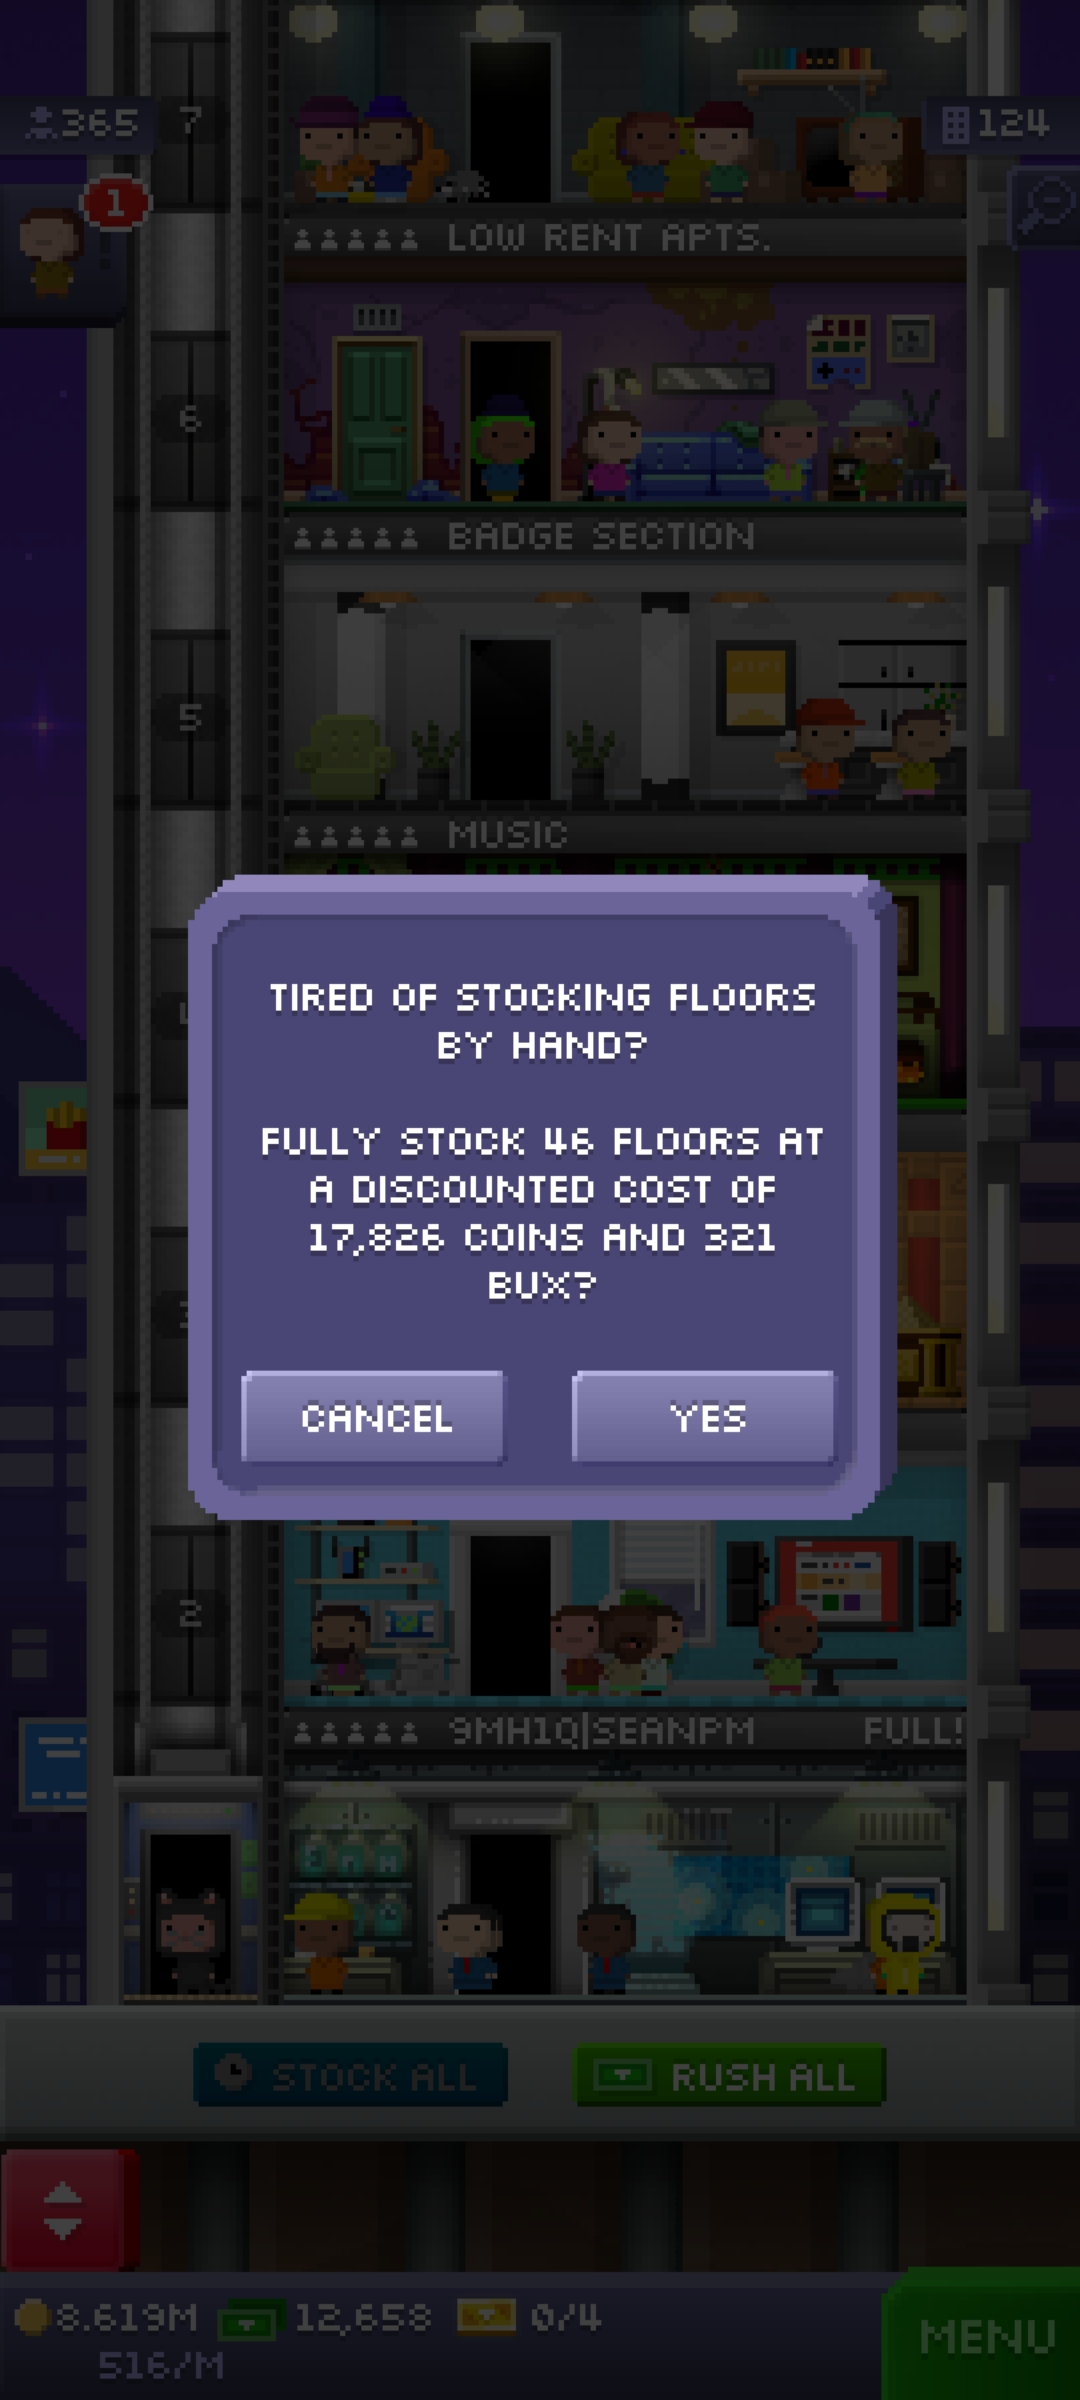 365
7
124
1
LOW RENT APTS.
6
BADGE SECTION
5
MUSIC
TIRED OF STOCKING FLOORS
BY HAND?
FULLY STOCK 46 FLOORS AT
A DISCOUNTED COST OF
17,826 COINS AND 321
BUX?
CANCEL
YES
2
9MH1Q|SEANPM
FULL!
STOCK ALL
RUSH ALL
8.619M
12,658
0/4
516/M
MENU